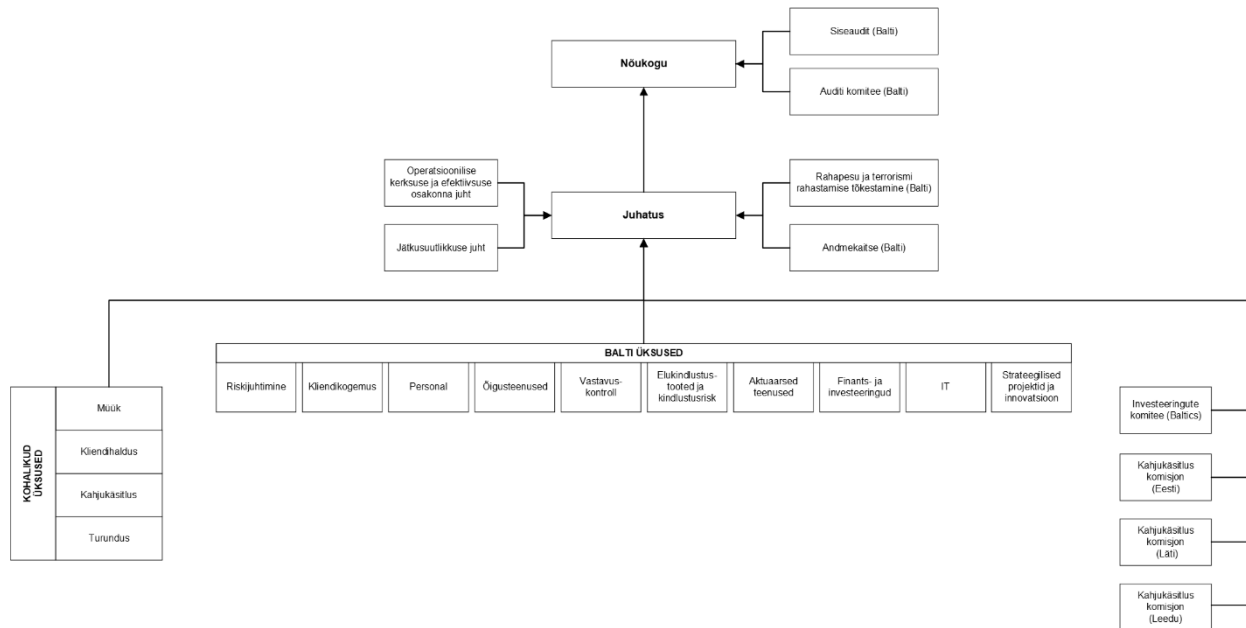 Siseaudit (Balti)
Nõukogu
Auditi komitee (Balti)
Operatsioonilise
kerksuse ja efektiivsuse
osakonna juht
Rahapesu ja terrorismi
rahastamise tõkestamine (Balti)
Juhatus
Jätkusuutlikkuse juht
Andmekaitse (Balti)
BALTI ÜKSUSED
Riskijuhtimine
Kliendikogemus
Personal
Õigusteenused
Vastavus-
kontroll
Elukindlustus-
tooted ja
kindlustusrisk
Aktuaarsed
teenused
Finants- ja
investeeringud
IT
Strateegilised
projektid ja
innovatsioon
KOHALIKUD
ÜKSUSED
Müük
Kliendihaldus
Kahjukäsitlus
Turundus
Investeeringute
komitee (Baltics)
Kahjukäsitlus
komisjon
(Eesti)
Kahjukäsitlus
komisjon
(Läti)
Kahjukäsitlus
komisjon
(Leedu)